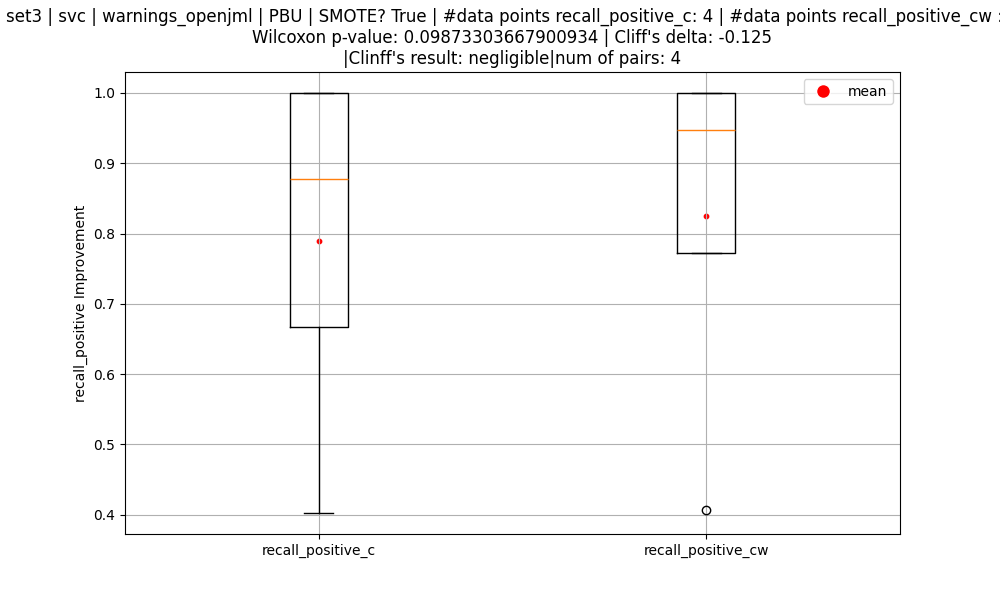 set3 | svc | warnings_openjml | PBU | SMOTE? True | #data points recall_positive_c: 4 | #data points recall_positive_cw :
Wilcoxon p-value: 0.09873303667900934 | Cliff's delta: -0.125
|Clinff's result: negligible|num of pairs: 4
mean
1.0
0.9
0.8
0.7
0.6
0.5
0.4
recall_positive Improvement
recall_positive_c
recall_positive_cw